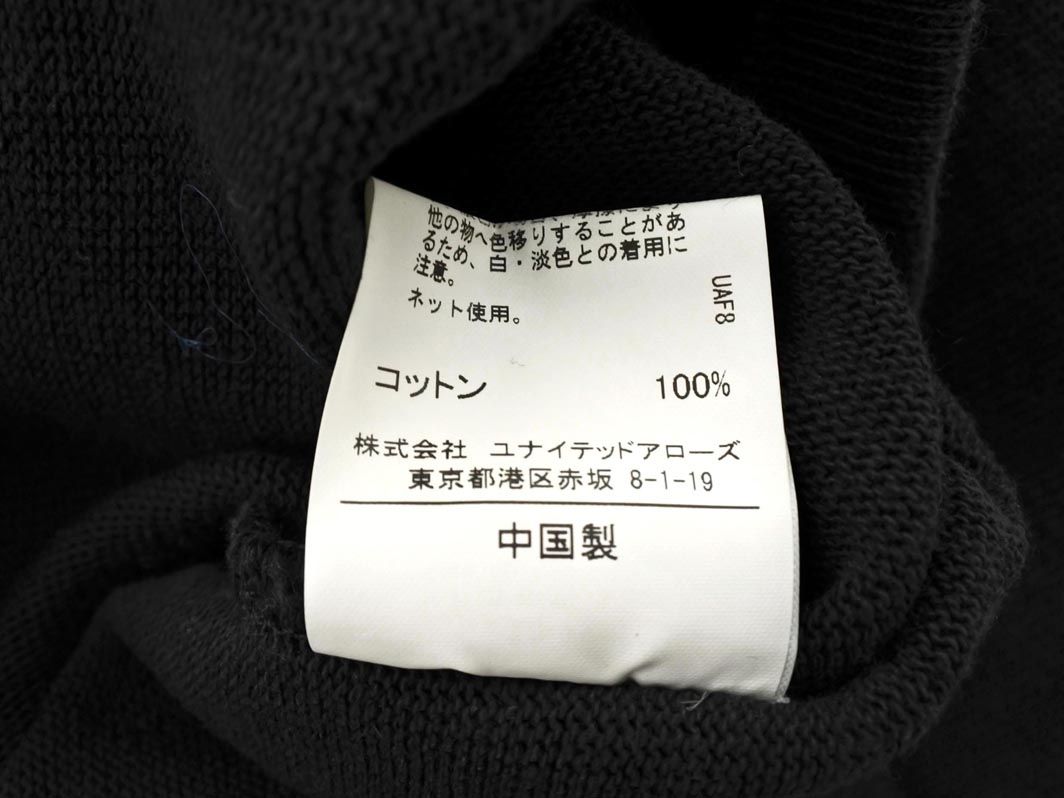 他の物へ色移りすることがあ
るため、白・淡色との着用に
注意。
ネット使用。
UAF8
コットン 100%
株式会社 ユナイテッドアローズ
東京都港区赤坂 8-1-19
中国製